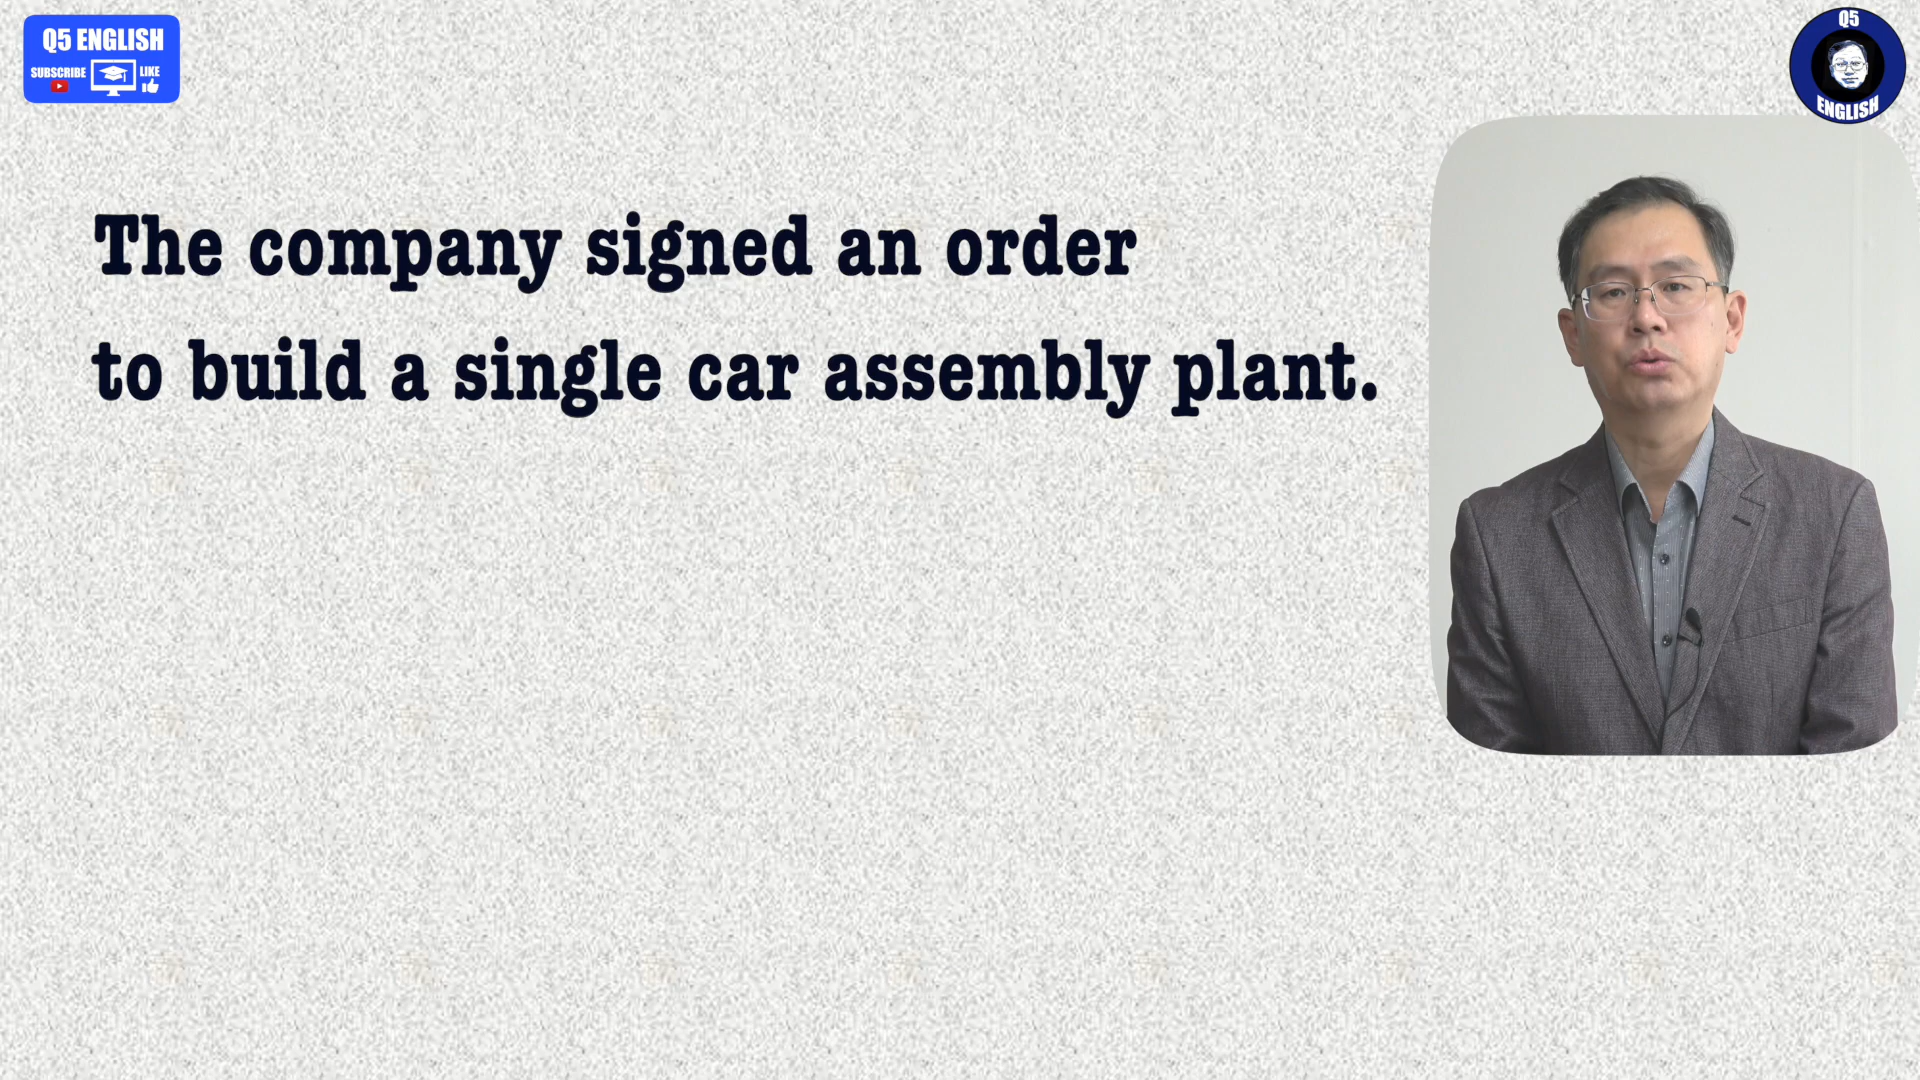 Q5 ENGLISH
SUBSCRIBE LIKE
Q5
ENGLISH
The company signed an order
to build a single car assembly plant.